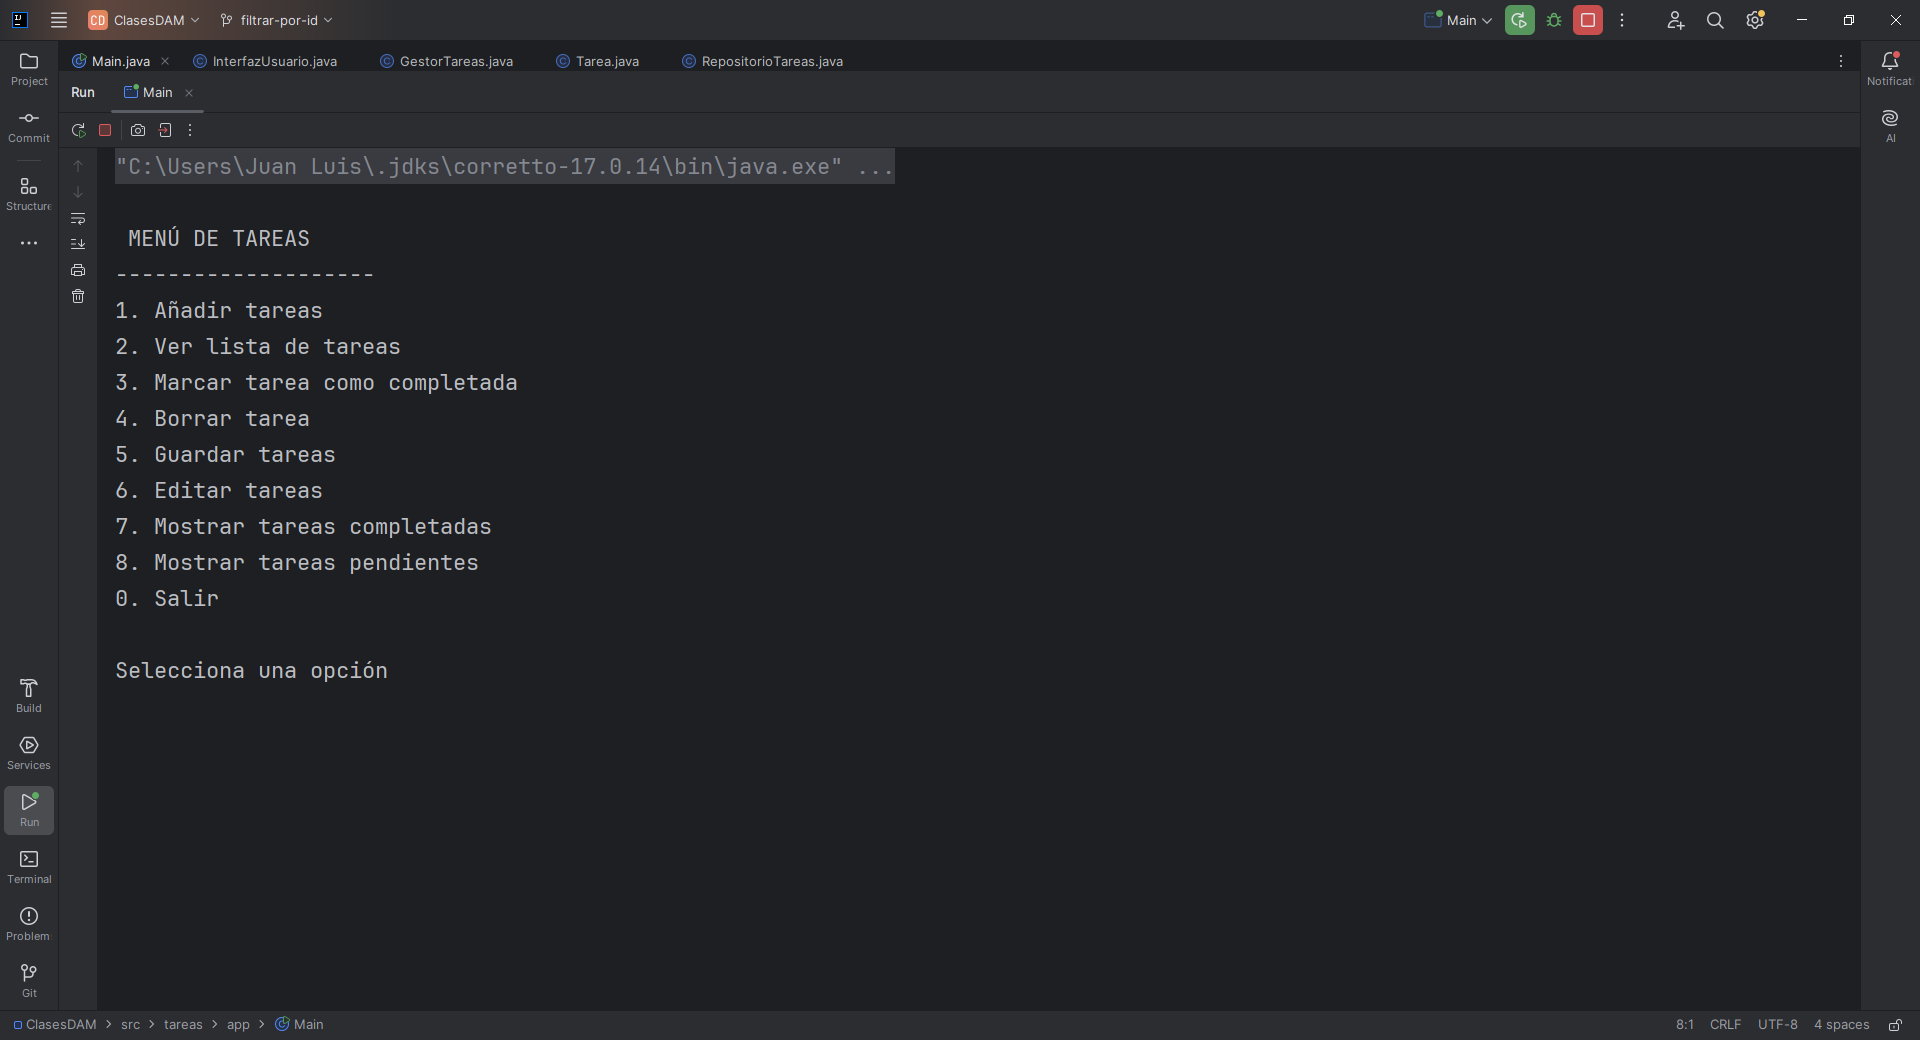 CD ClasesDAM filtrar-por-id Main
Main.java InterfazUsuario.java GestorTareas.java Tarea.java RepositorioTareas.java
Run Main
Project
Commit
Structure
Notificat
AI
"C:\Users\Juan Luis\.jdks\corretto-17.0.14\bin\java.exe" ...
MENÚ DE TAREAS
--------------------
1. Añadir tareas
2. Ver lista de tareas
3. Marcar tarea como completada
4. Borrar tarea
5. Guardar tareas
6. Editar tareas
7. Mostrar tareas completadas
8. Mostrar tareas pendientes
0. Salir
Selecciona una opción
Build
Services
Run
Terminal
Problem
Git
ClasesDAM > src > tareas > app > Main
8:1 CRLF UTF-8 4 spaces